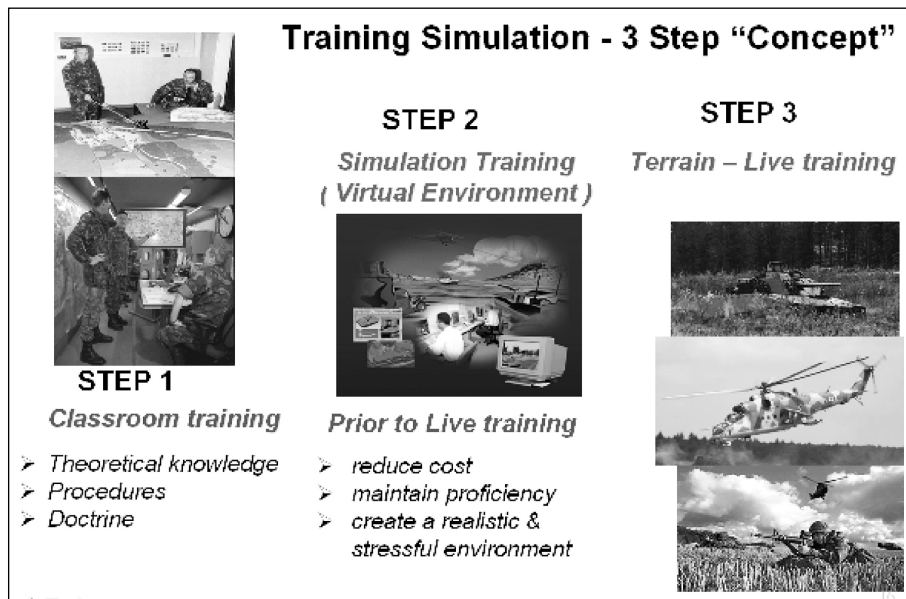 Training Simulation - 3 Step “Concept”
STEP 1
Classroom training
➢ Theoretical knowledge
➢ Procedures
➢ Doctrine
STEP 2
Simulation Training
( Virtual Environment )
Prior to Live training
➢ reduce cost
➢ maintain proficiency
➢ create a realistic &
stressful environment
STEP 3
Terrain – Live training